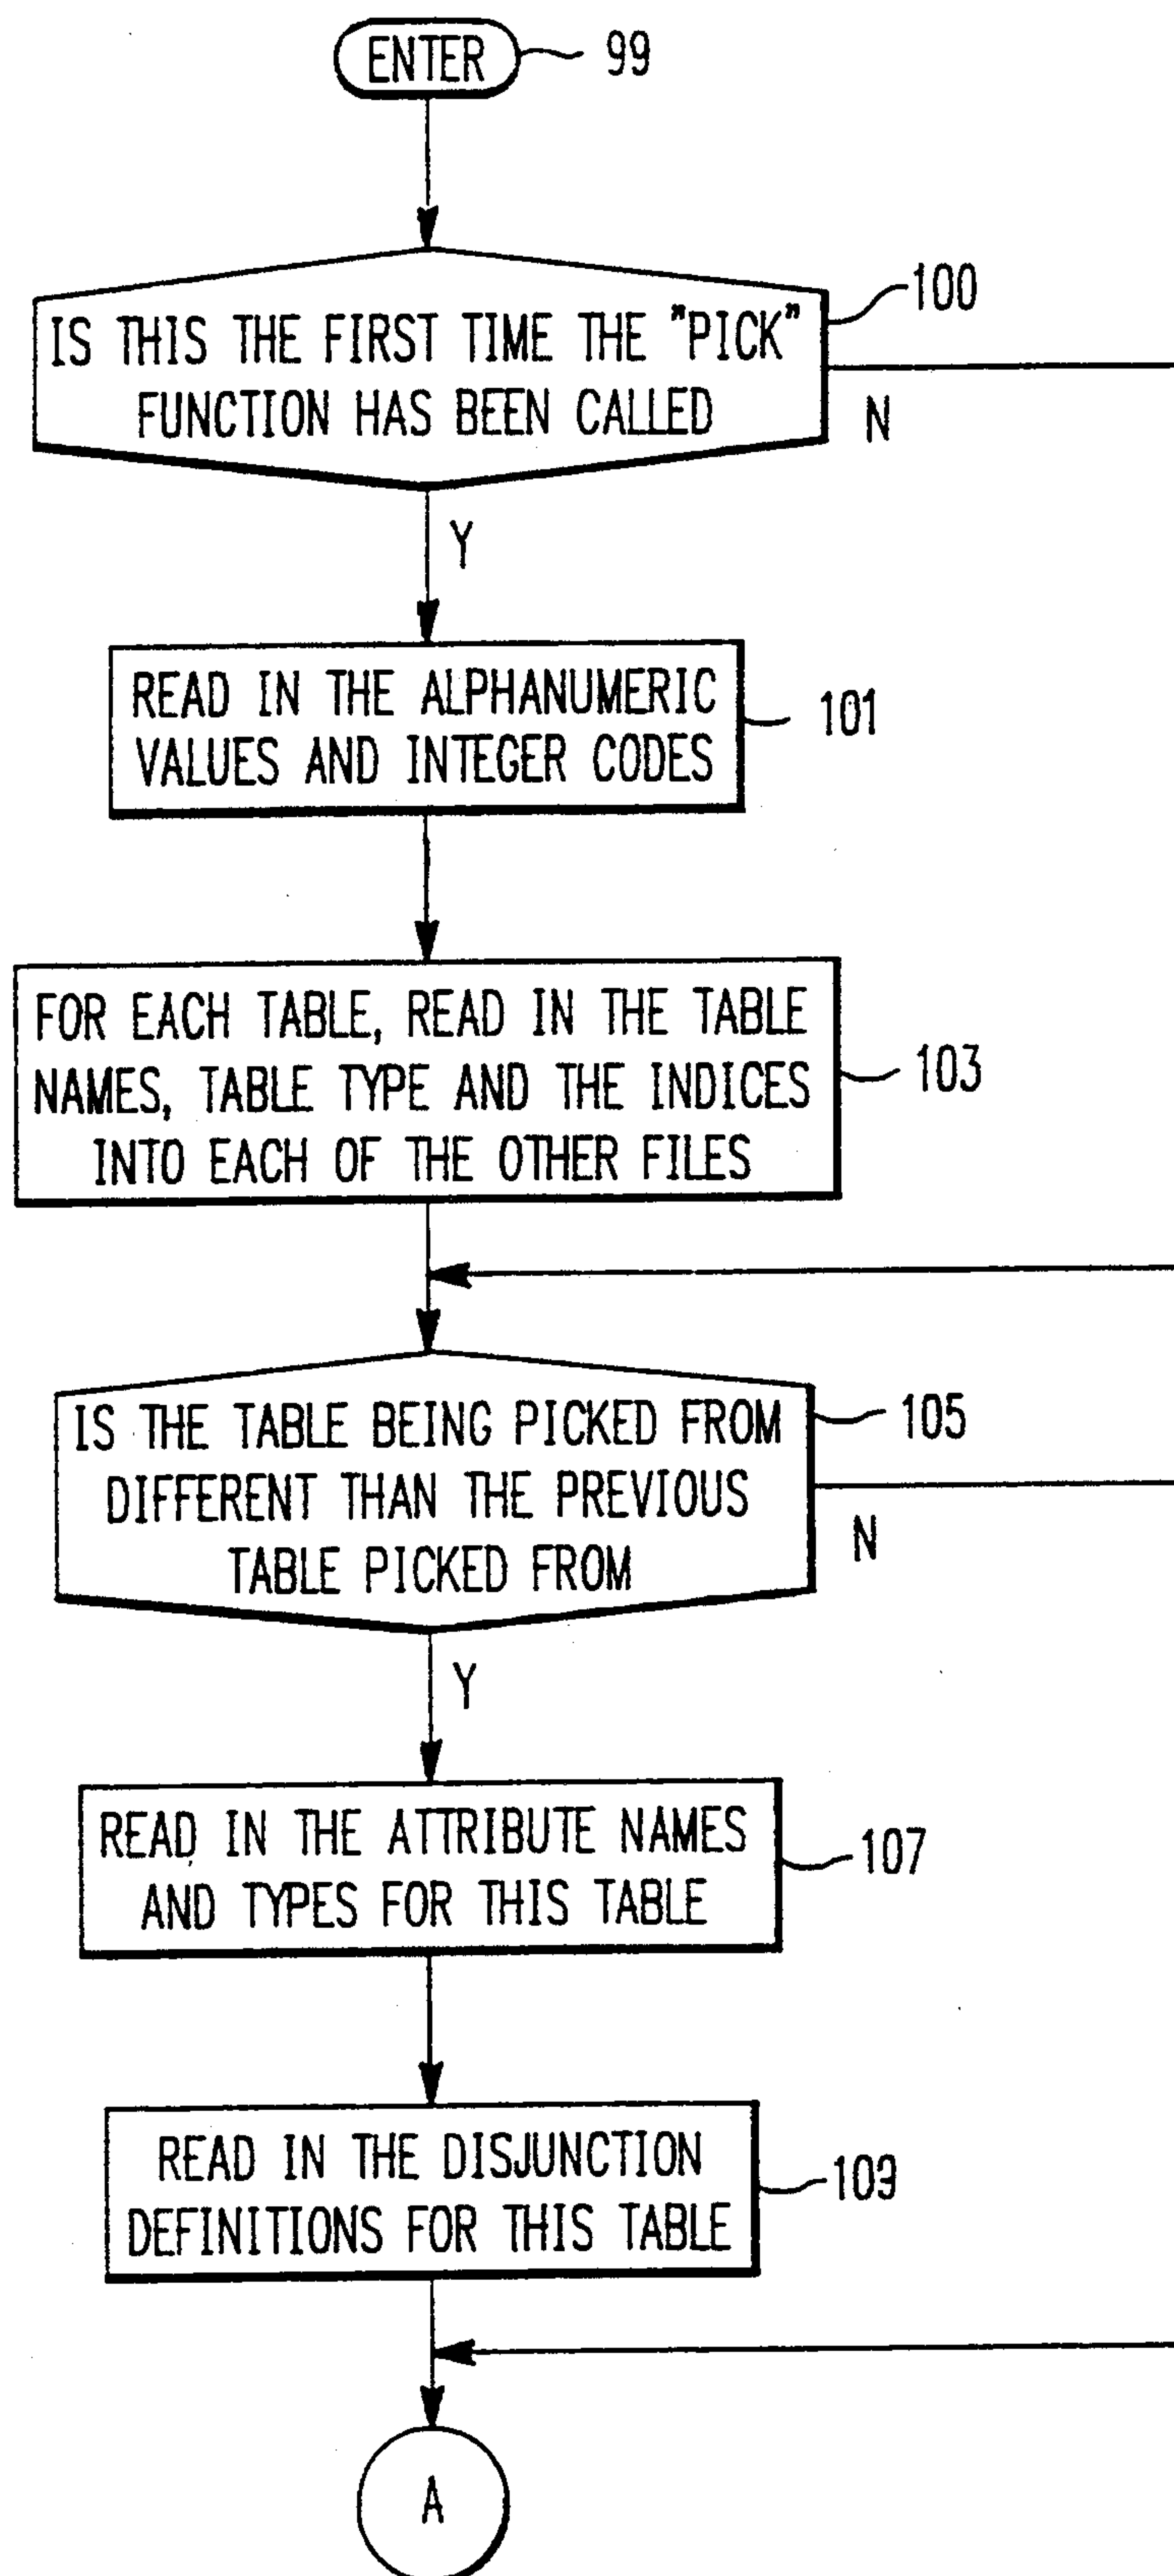 ENTER 99
IS THIS THE FIRST TIME THE "PICK"
FUNCTION HAS BEEN CALLED
100
N
Y
READ IN THE ALPHANUMERIC
VALUES AND INTEGER CODES
101
FOR EACH TABLE, READ IN THE TABLE
NAMES, TABLE TYPE AND THE INDICES
INTO EACH OF THE OTHER FILES
103
IS THE TABLE BEING PICKED FROM
DIFFERENT THAN THE PREVIOUS
TABLE PICKED FROM
105
N
Y
READ IN THE ATTRIBUTE NAMES
AND TYPES FOR THIS TABLE
107
READ IN THE DISJUNCTION
DEFINITIONS FOR THIS TABLE
109
A